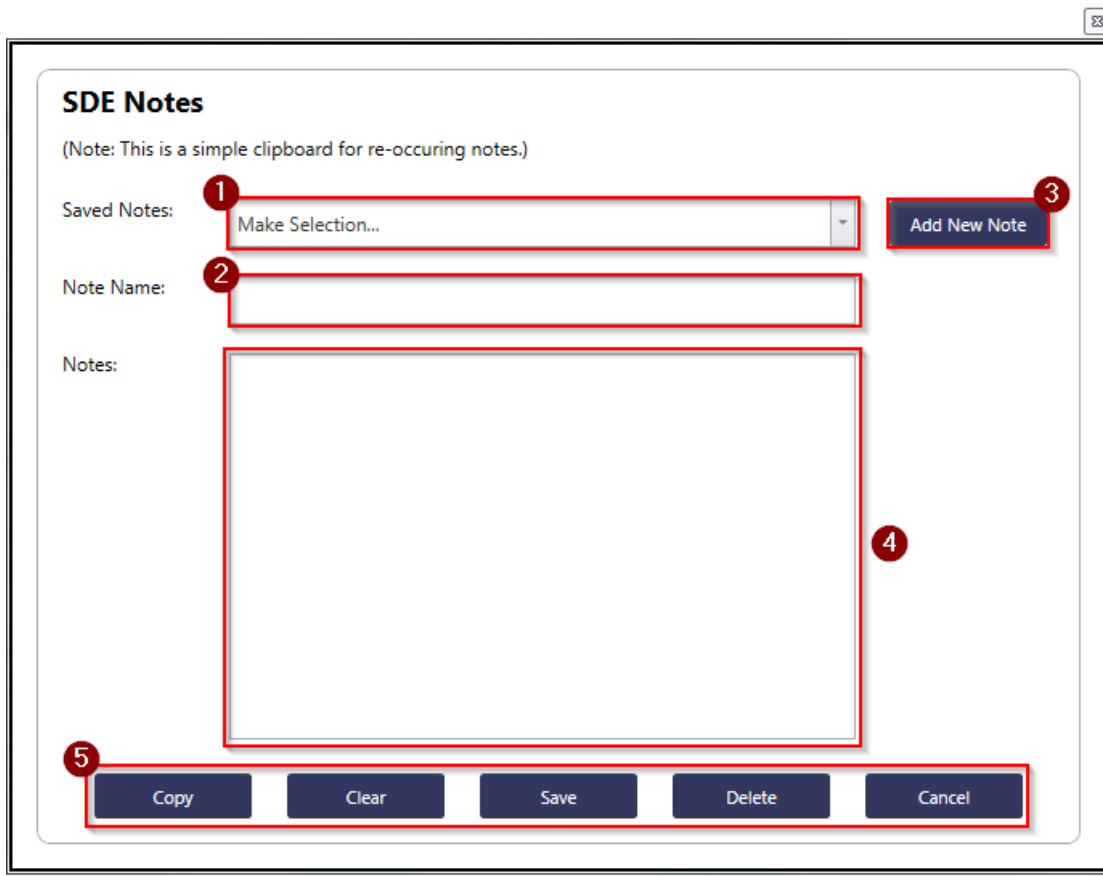 SDE Notes
(Note: This is a simple clipboard for re-occuring notes.)
1
Saved Notes:
Make Selection...
3
Add New Note
2
Note Name:
Notes:
4
5
Copy
Clear
Save
Delete
Cancel